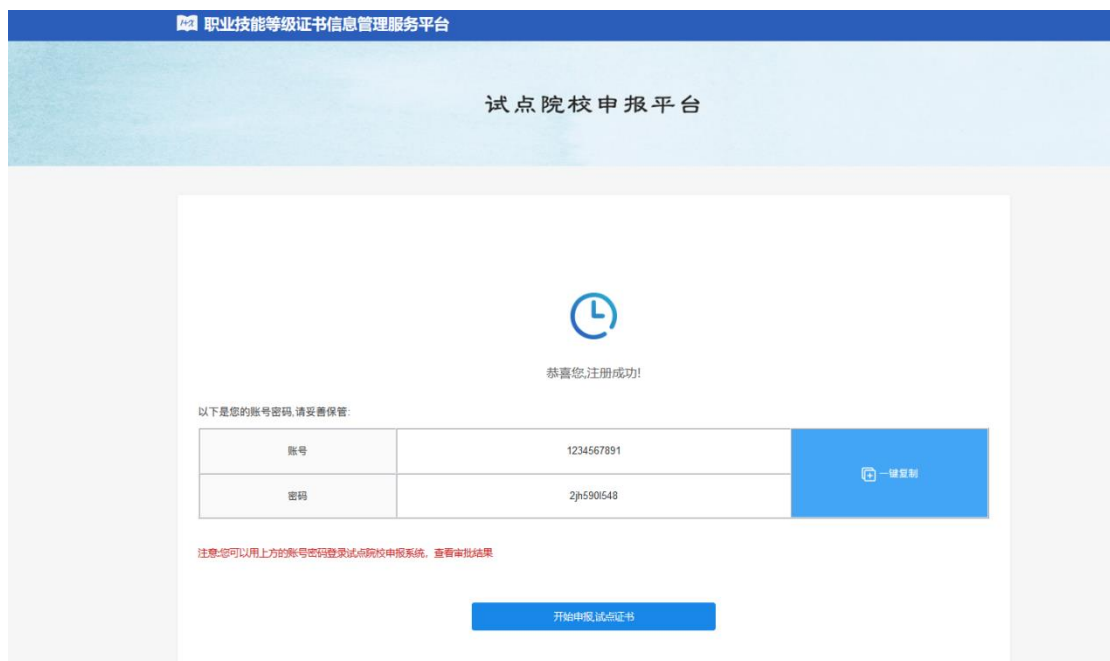 1+X 职业技能等级证书信息管理服务平台
试点院校申报平台
恭喜您,注册成功!
以下是您的账号密码,请妥善保管:
账号 1234567891
一键复制
密码 2jh590l548
注意:您可以用上方的账号密码登录试点院校申报系统，查看审批结果
开始申报,试点证书